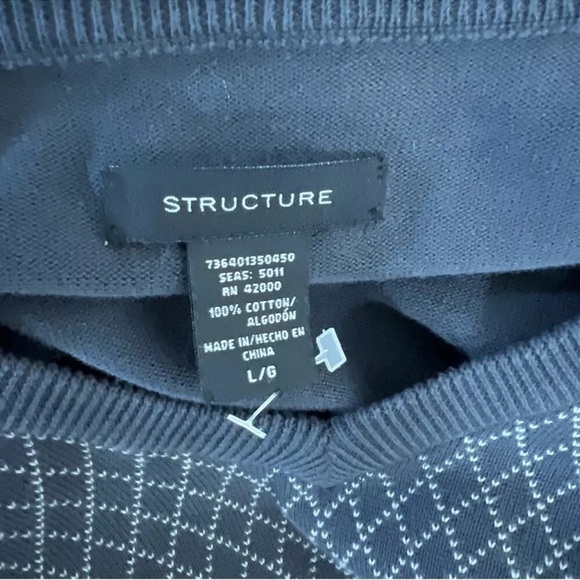 STRUCTURE
736401350450
SEAS: 5011
RN 42000
100% COTTON/
ALGODÓN
MADE IN/HECHO EN
CHINA
L/G